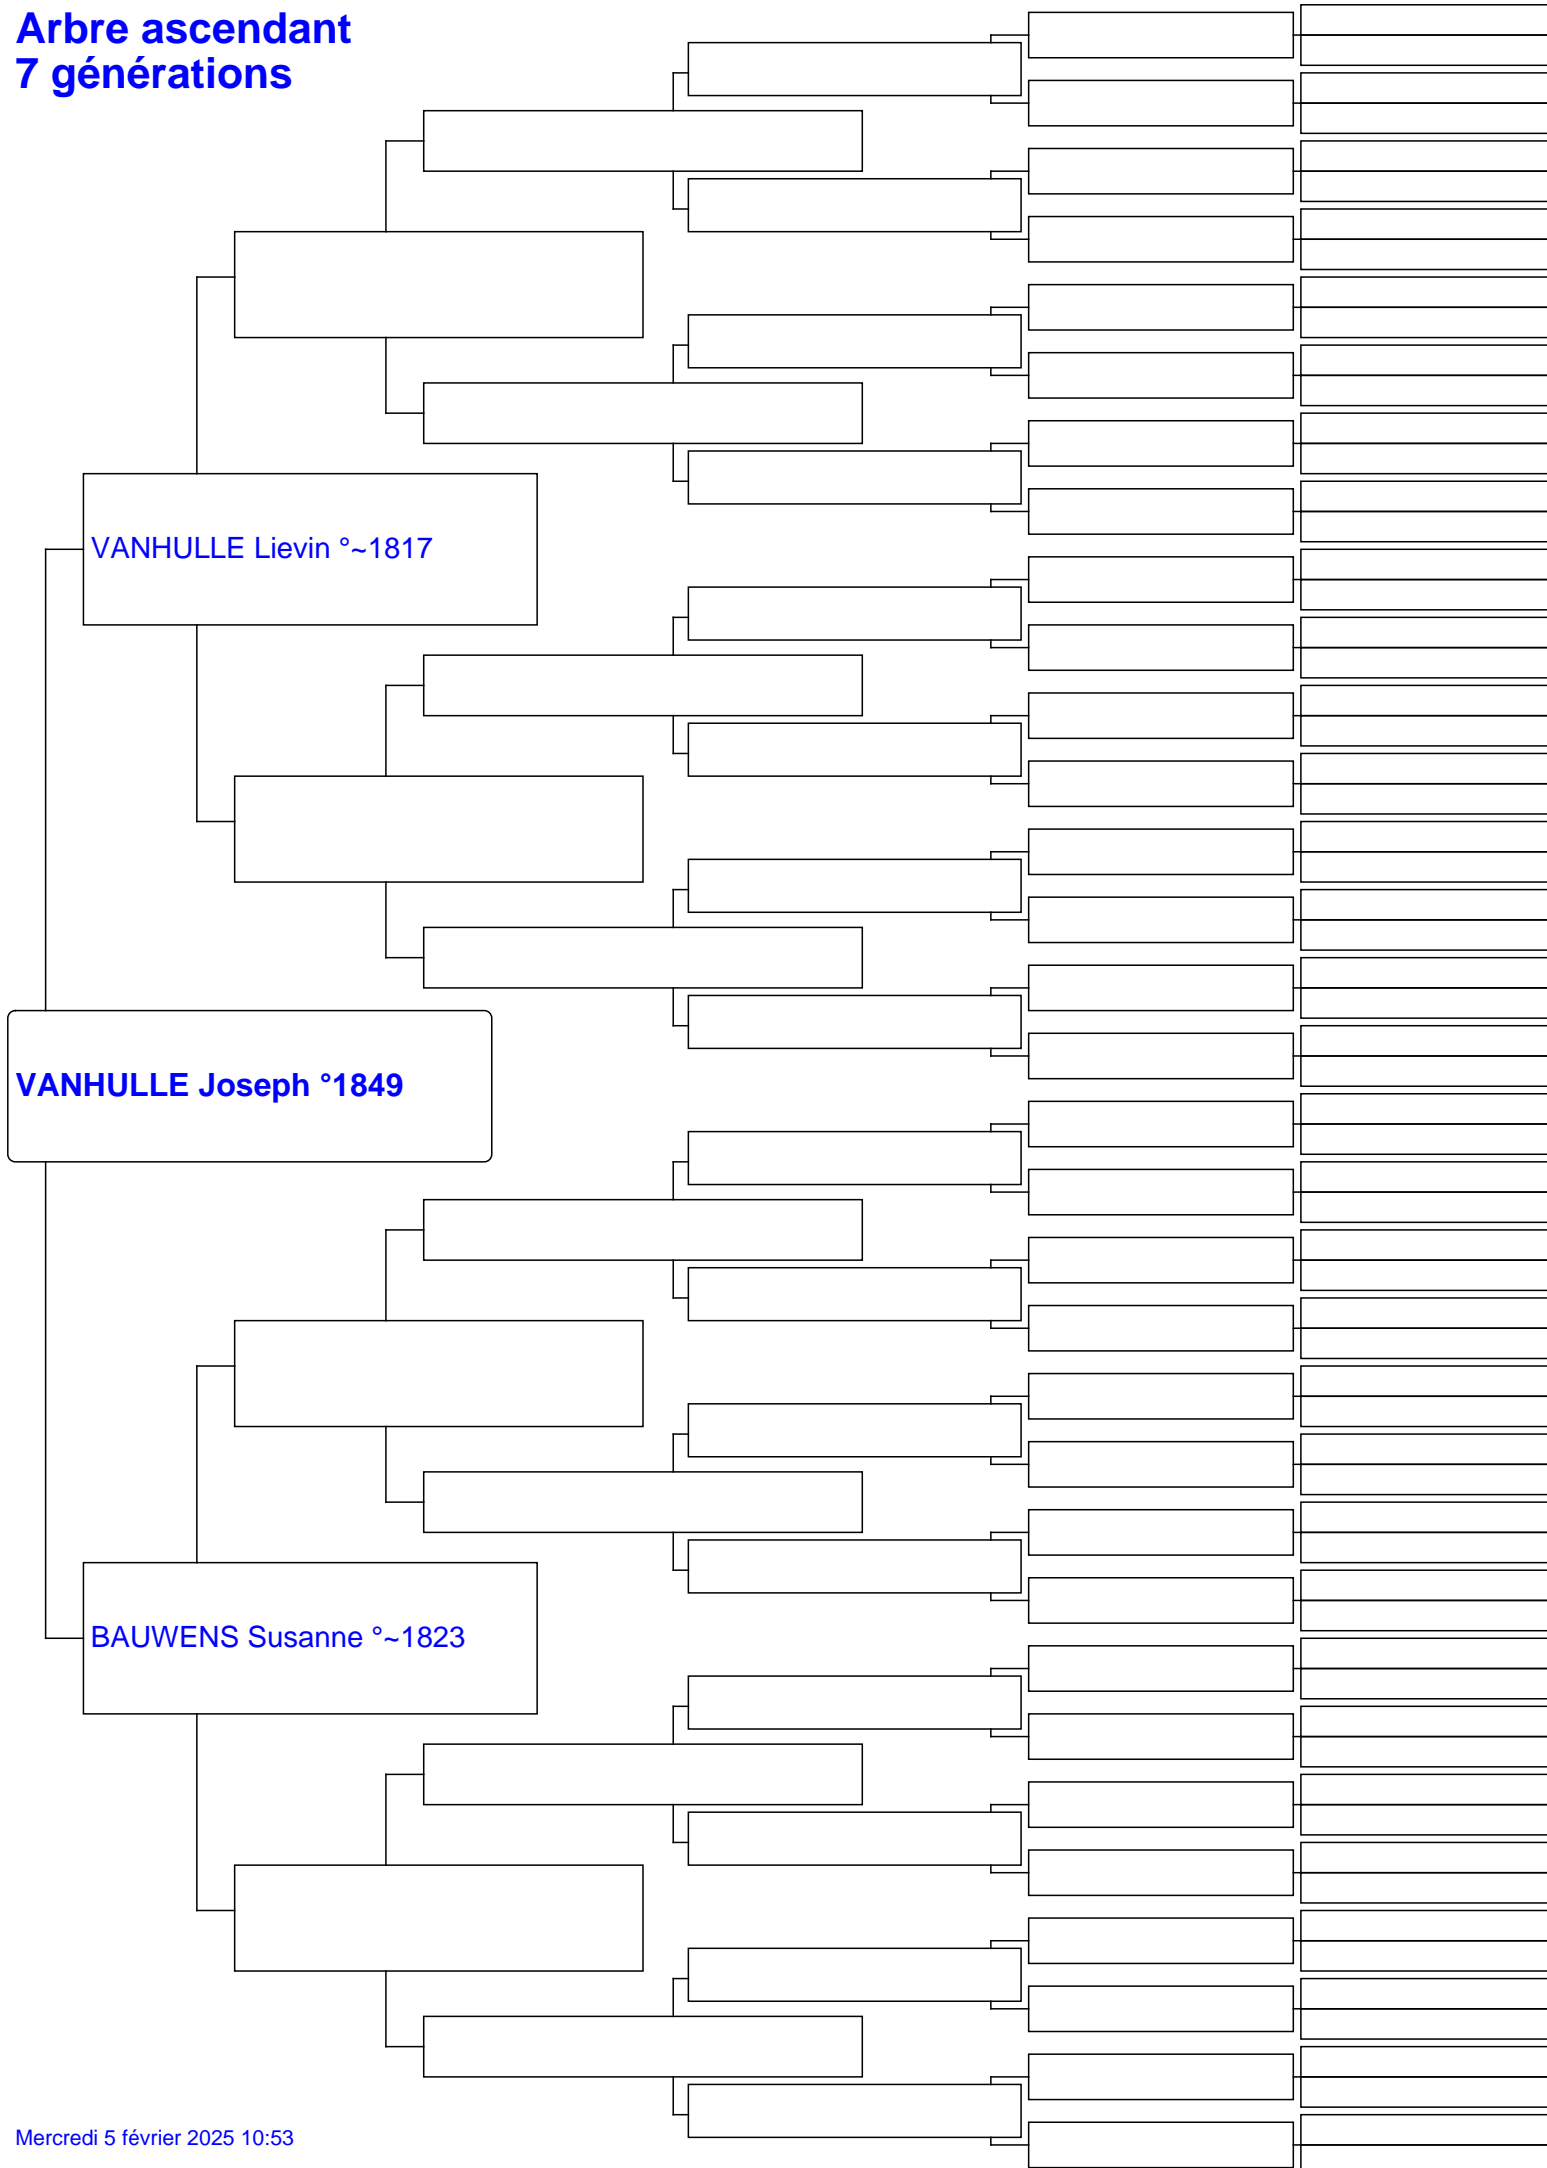 Arbre ascendant
7 générations
VANHULLE Lievin °~1817
VANHULLE Joseph °1849
BAUWENS Susanne °~1823
Mercredi 5 février 2025 10:53